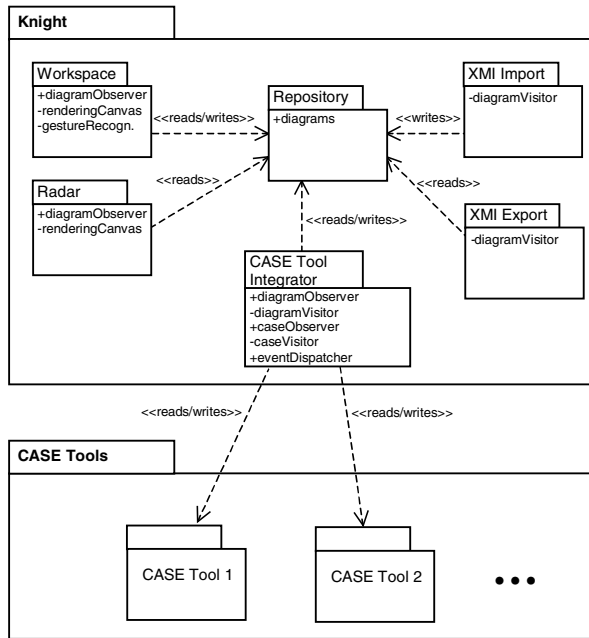 Knight
Workspace
+diagramObserver
-renderingCanvas
-gestureRecogn.
<<reads/writes>>
Repository
+diagrams
<<writes>>
XMI Import
-diagramVisitor
Radar
+diagramObserver
-renderingCanvas
<<reads>>
<<reads>>
<<reads/writes>>
XMI Export
-diagramVisitor
CASE Tool
Integrator
+diagramObserver
-diagramVisitor
+caseObserver
-caseVisitor
+eventDispatcher
<<reads/writes>>
<<reads/writes>>
CASE Tools
CASE Tool 1
CASE Tool 2